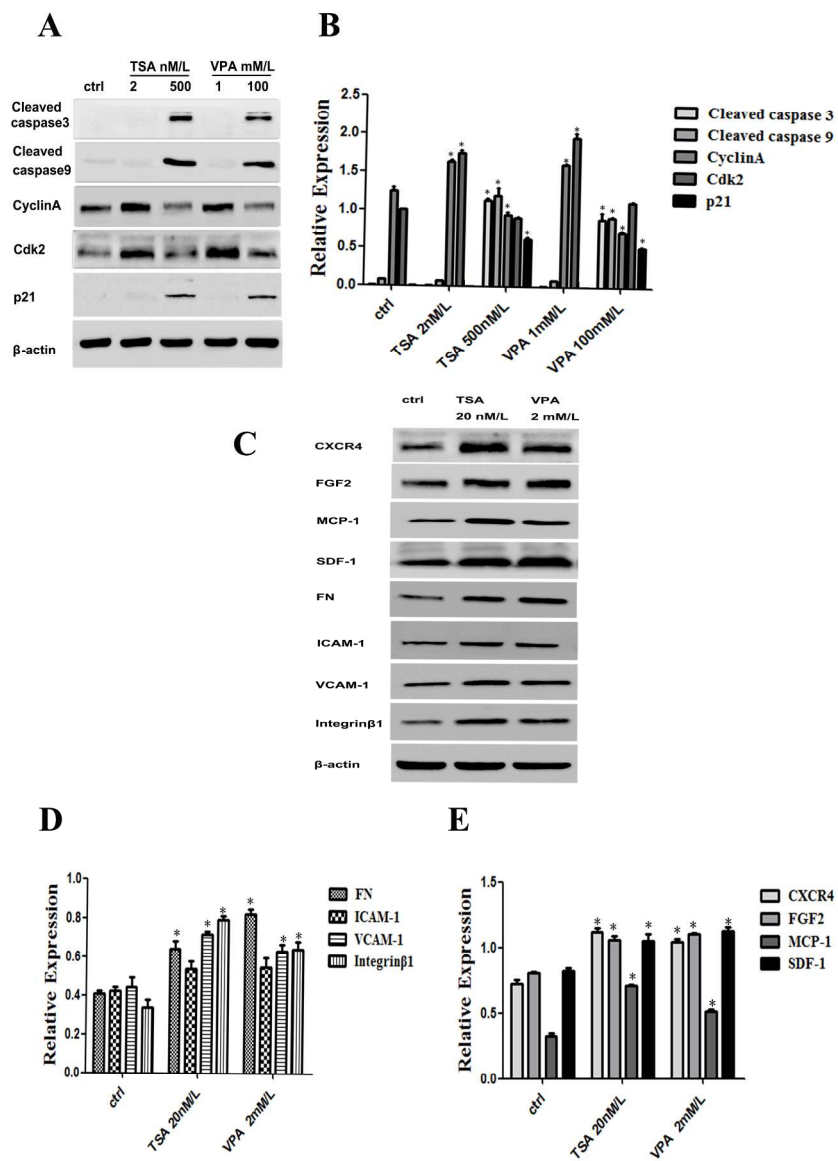 A
TSA nM/L VPA mM/L
ctrl 2 500 1 100
Cleaved
caspase3
Cleaved
caspase9
CyclinA
Cdk2
p21
β-actin
B
Relative Expression
2.5
2.0
1.5
1.0
0.5
0.0
* * * * * * * * * * * *
ctrl
TSA 2nM/L
TSA 500nM/L
VPA 1mM/L
VPA 100mM/L
Cleaved caspase 3
Cleaved caspase 9
CyclinA
Cdk2
p21
C
ctrl TSA VPA
20 nM/L 2 mM/L
CXCR4
FGF2
MCP-1
SDF-1
FN
ICAM-1
VCAM-1
Integrinβ1
β-actin
D
Relative Expression
1.0
0.8
0.6
0.4
0.2
0.0
* * * * * *
ctrl
TSA 20nM/L
VPA 2mM/L
FN
ICAM-1
VCAM-1
Integrinβ1
E
Relative Expression
1.5
1.0
0.5
0.0
* * * * * * * *
ctrl
TSA 20nM/L
VPA 2mM/L
CXCR4
FGF2
MCP-1
SDF-1